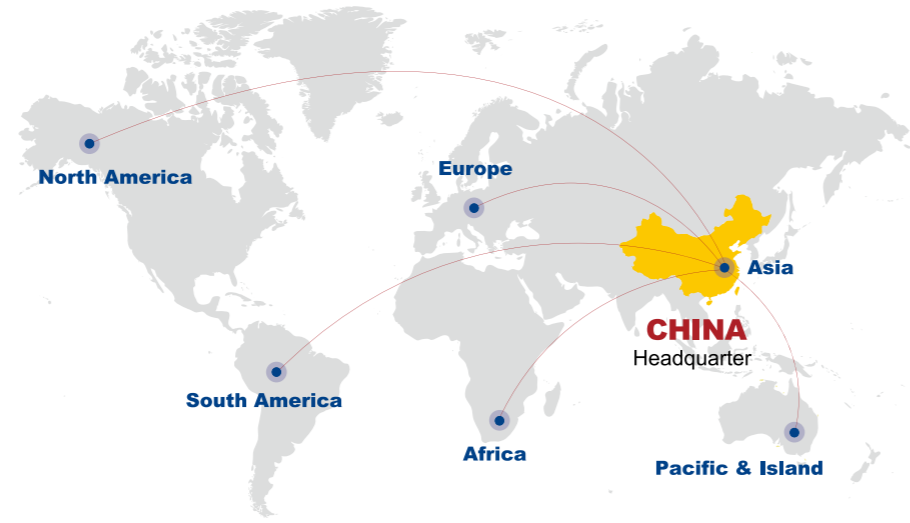 Europe
North America
Asia
CHINA
Headquarter
South America
Africa
Pacific & Island